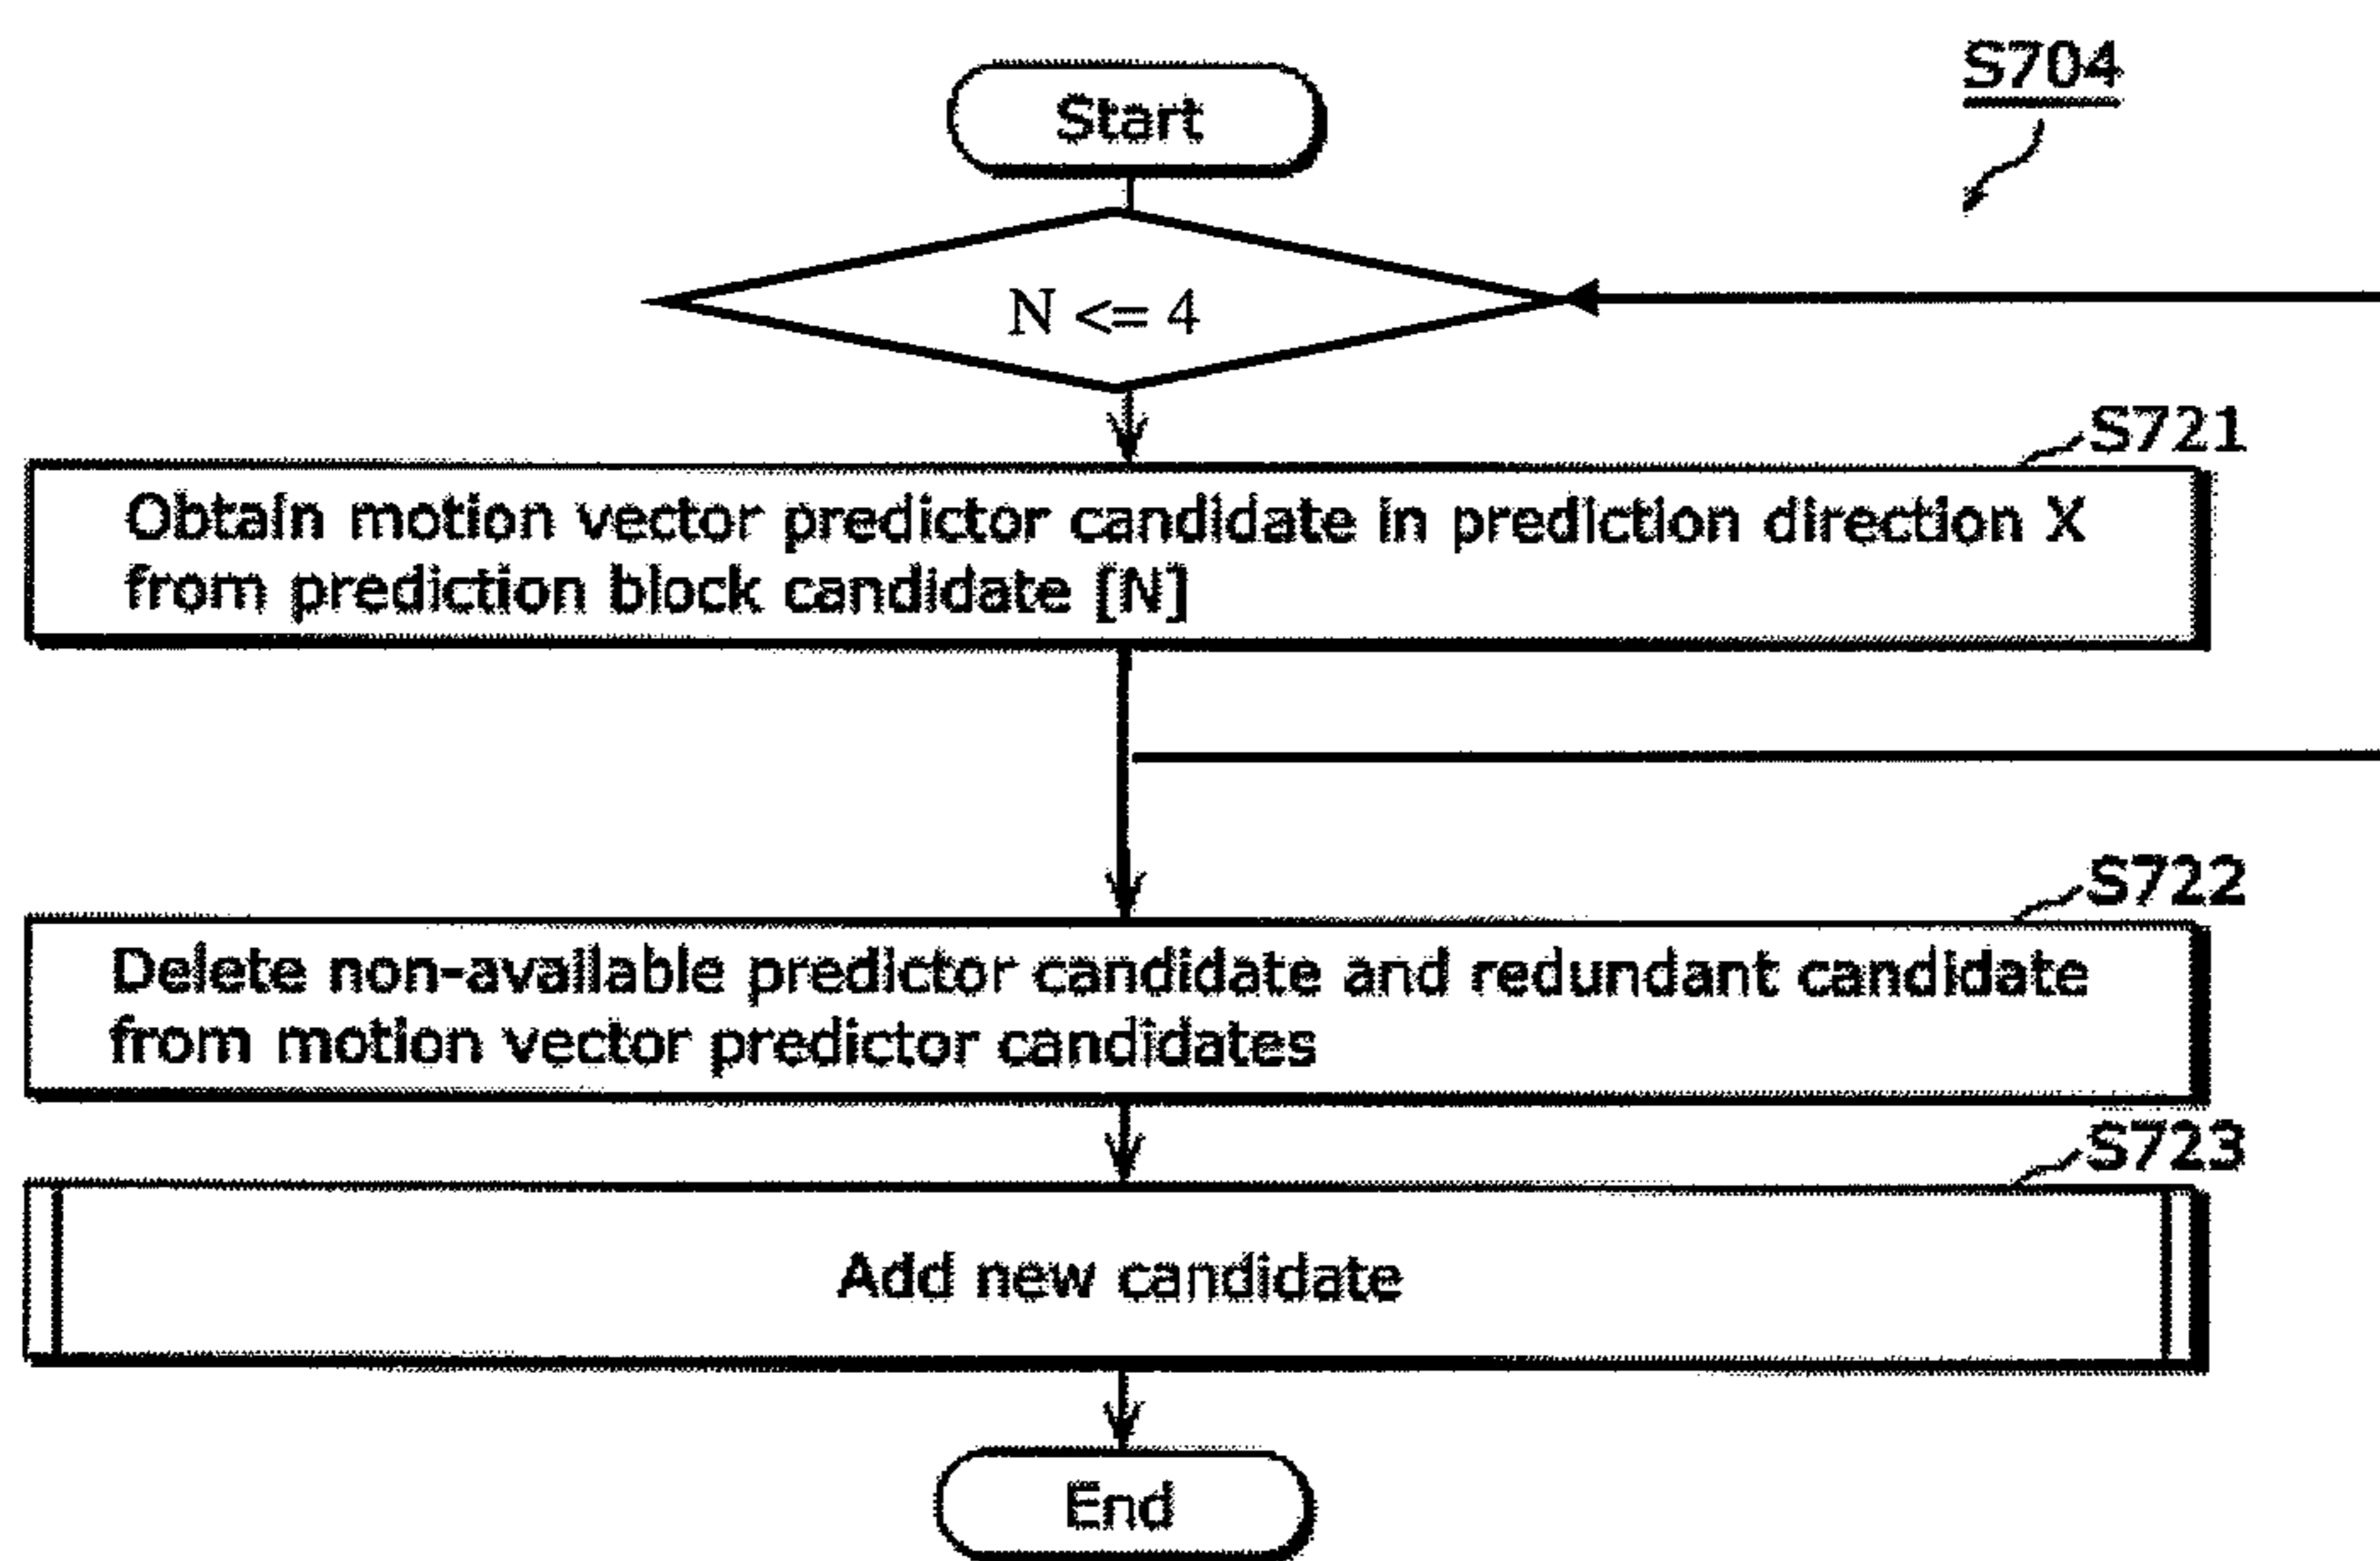 S704
Start
N <= 4
S721
Obtain motion vector predictor candidate in prediction direction X
from prediction block candidate [N]
S722
Delete non-available predictor candidate and redundant candidate
from motion vector predictor candidates
S723
Add new candidate
End